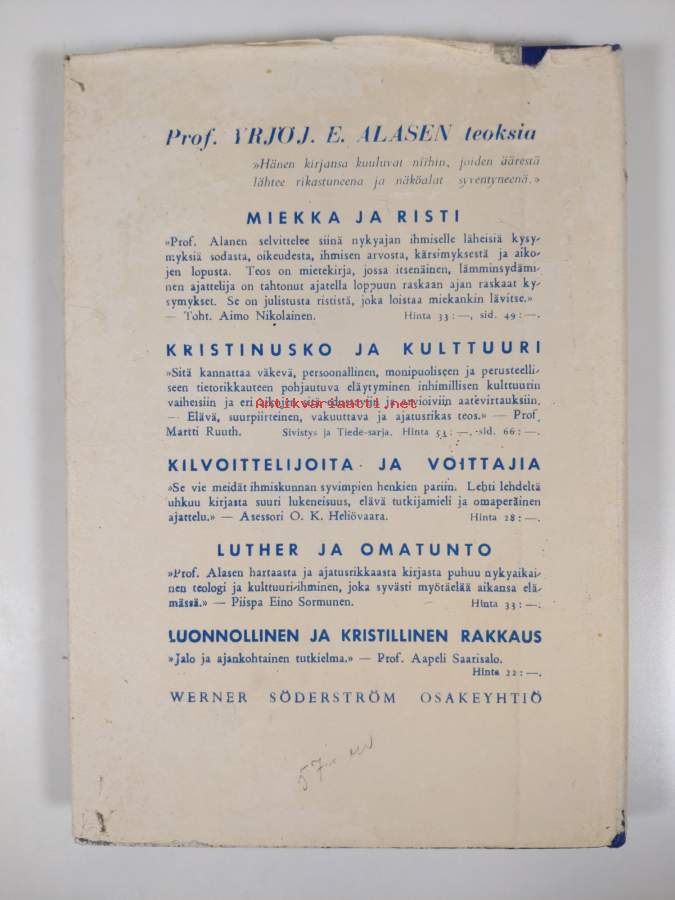 Prof. YRJÖ J. E. ALASEN teoksia
»Hänen kirjansa kuuluvat niihin, joiden äärestä
lähtee rikastuneena ja näköalat syventyneenä.»
MIEKKA JA RISTI
»Prof. Alanen selvittelee siinä nykyajan ihmiselle läheisiä kysy-
myksiä sodasta, oikeudesta, ihmisen arvosta, kärsimyksestä ja aiko-
jen lopusta. Teos on mietekirja, jossa itsenäinen, lämminsydämi-
nen ajattelija on tahtonut ajatella loppuun raskaan ajan raskaat ky-
symykset. Se on julistusta rististä, joka loistaa miekankin lävitse.»
— Toht. Aimo Nikolainen. Hinta 33:—, sid. 49:—.
KRISTINUSKO JA KULTTUURI
»Sitä kannattaa väkevä, persoonallinen, monipuoliseen ja perusteelli-
seen tietorikkauteen pohjautuva eläytyminen inhimillisen kulttuurin
vaiheisiin ja eri aikojen sitä ja arvioiviin aatevirtauksiin.
Antikvariaatti.net
— Elävä, suurpiirteinen, vakuuttava ja ajatusrikas teos.» — Prof.
Martti Ruuth. Sivistys ja Tiede-sarja. Hinta 53:—, sid. 66:—.
KILVOITTELIJOITA JA VOITTAJIA
»Se vie meidät ihmiskunnan syvimpien henkien pariin. Lehti lehdeltä
uhkuu kirjasta suuri lukeneisuus, elävä tutkijamieli ja omaperäinen
ajattelu.» — Asessori O. K. Heliövaara. Hinta 28:—.
LUTHER JA OMATUNTO
»Prof. Alasen hartaasta ja ajatusrikkaasta kirjasta puhuu nykyaikai-
nen teologi ja kulttuuri-ihminen, joka syvästi myötäelää aikansa elä-
mässä.» — Piispa Eino Sormunen. Hinta 33:—.
LUONNOLLINEN JA KRISTILLINEN RAKKAUS
»Jalo ja ajankohtainen tutkielma.» — Prof. Aapeli Saarisalo.
Hinta 22:—.
WERNER SÖDERSTRÖM OSAKEYHTIÖ